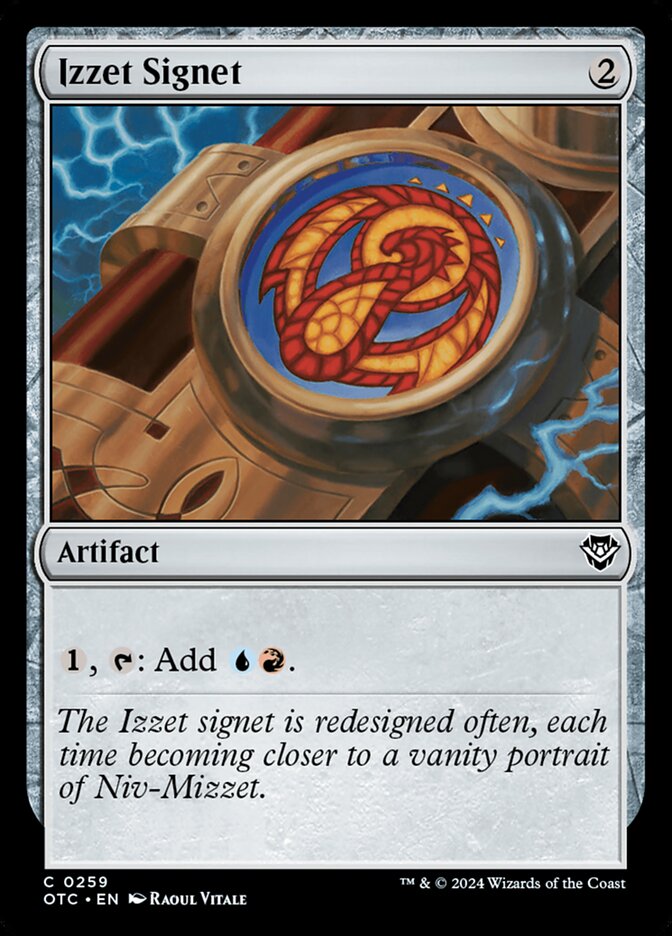 Izzet Signet 2
Artifact
1, : Add .
The Izzet signet is redesigned often, each
time becoming closer to a vanity portrait
of Niv-Mizzet.
C 0259
OTC • EN Raoul Vitale
™ & © 2024 Wizards of the Coast